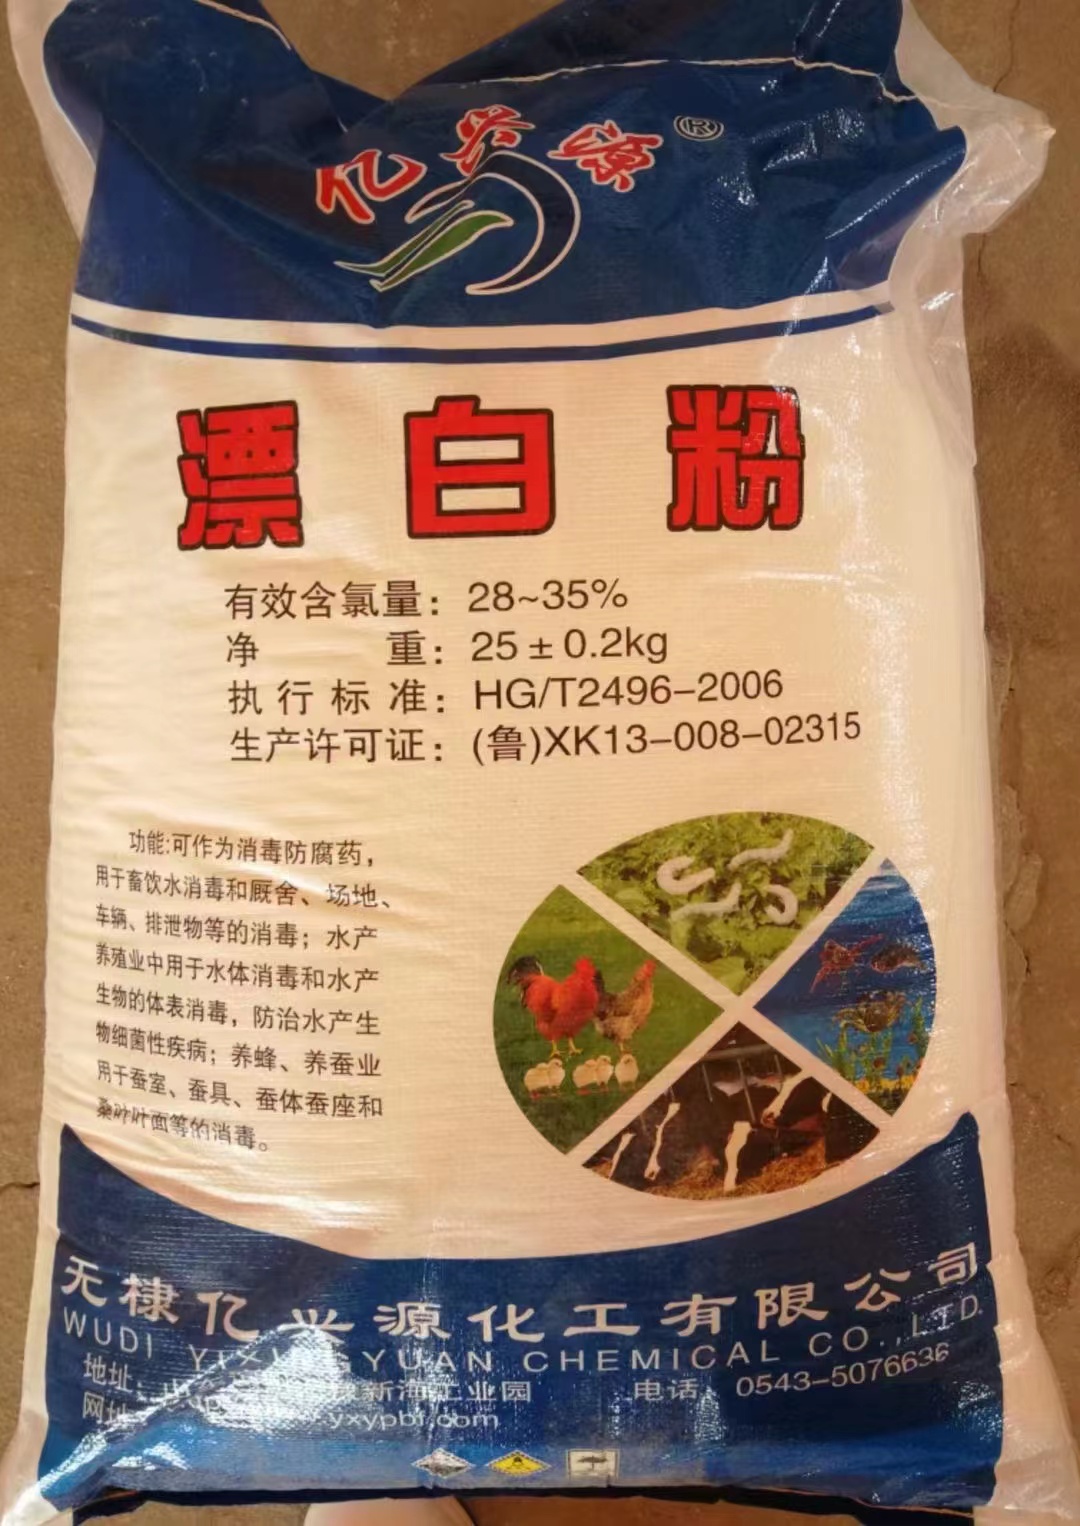 亿兴源®
漂白粉
有效含氯量：28~35%
净重：25±0.2kg
执行标准：HG/T2496-2006
生产许可证：(鲁)XK13-008-02315
功能:可作为消毒防腐药，
用于畜饮水消毒和厩舍、场地、
车辆、排泄物等的消毒；水产
养殖业中用于水体消毒和水产
生物的体表消毒，防治水产生
物细菌性疾病；养蜂、养蚕业
用于蚕室、蚕具、蚕体蚕座和
桑叶叶面等的消毒。
无棣亿兴源化工有限公司
WUDI YIXINGYUAN CHEMICAL CO.,LTD.
地址：新海工业园 电话：0543-5076636
网址：yxypbf.com